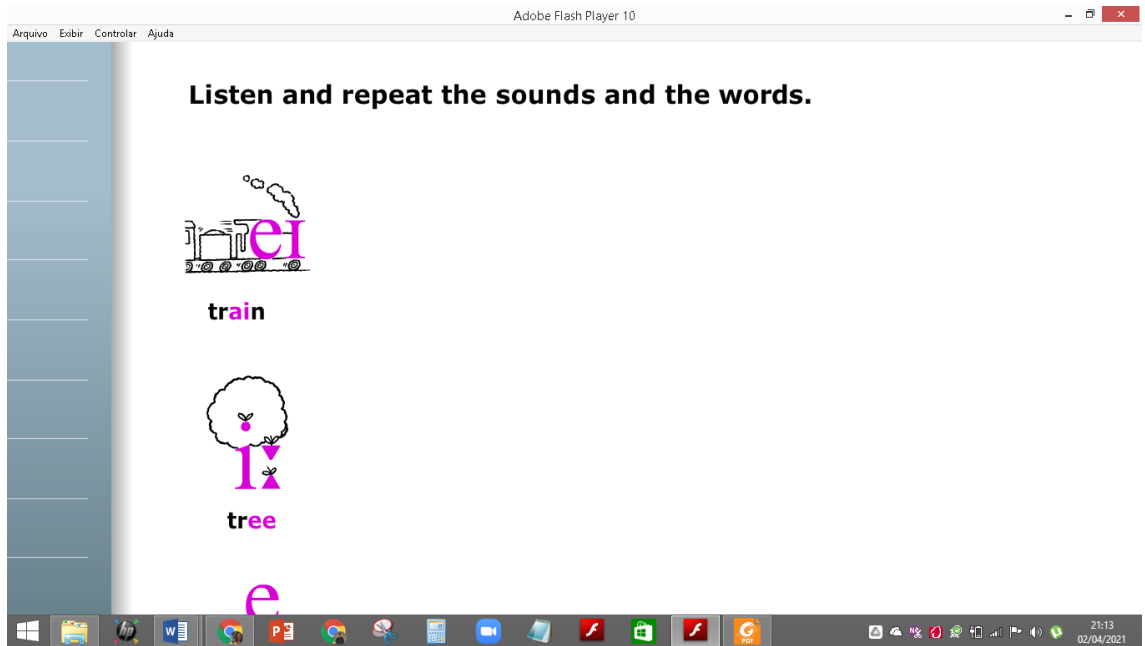 Adobe Flash Player 10
Arquivo Exibir Controlar Ajuda
Listen and repeat the sounds and the words.
eɪ
train
iː
tree
e
21:13
02/04/2021